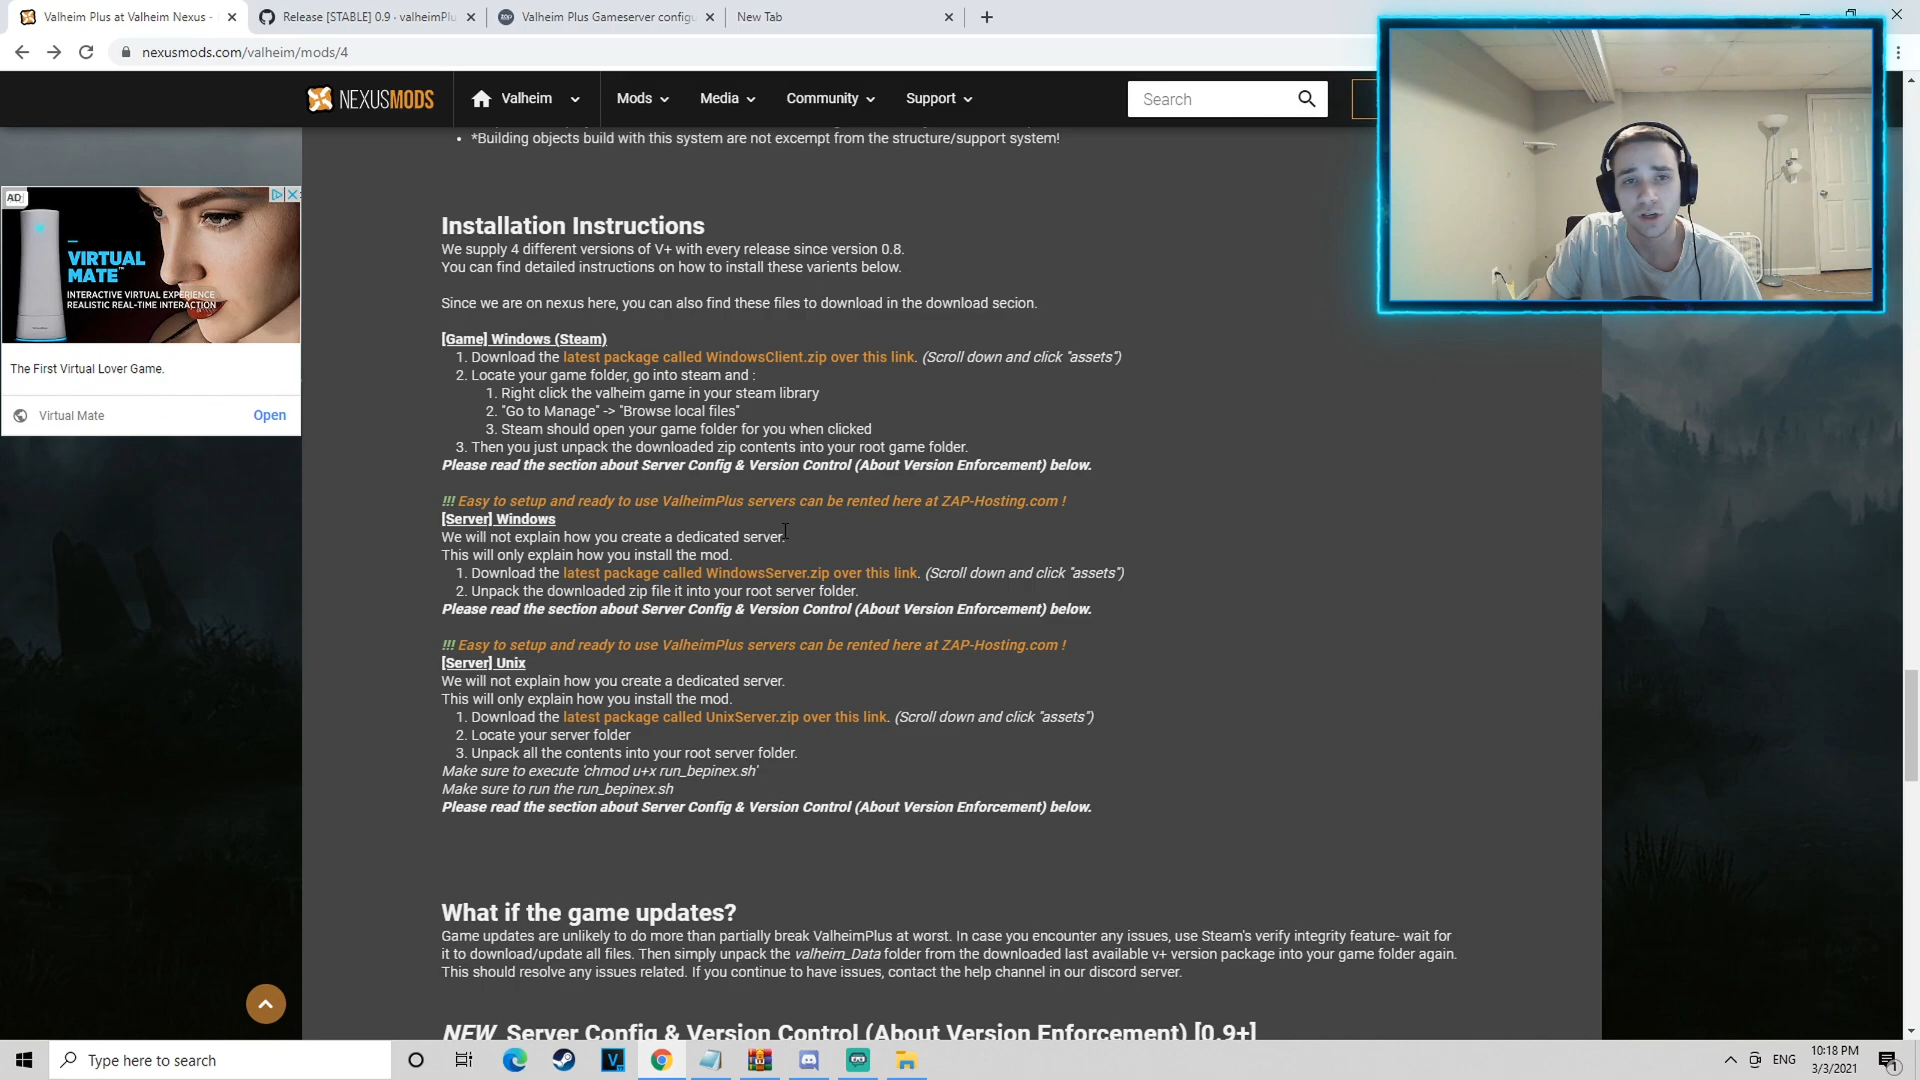 Valheim Plus at Valheim Nexus -
Release [STABLE] 0.9 · valheimPlu
Valheim Plus Gameserver configu
New Tab
nexusmods.com/valheim/mods/4
NEXUSMODS
Valheim
Mods
Media
Community
Support
Search
*Building objects build with this system are not excempt from the structure/support system!
AD
VIRTUAL
MATE™
INTERACTIVE VIRTUAL EXPERIENCE
REALISTIC REAL-TIME INTERACTION
The First Virtual Lover Game.
Virtual Mate
Open
Installation Instructions
We supply 4 different versions of V+ with every release since version 0.8.
You can find detailed instructions on how to install these varients below.
Since we are on nexus here, you can also find these files to download in the download secion.
[Game] Windows (Steam)
1. Download the latest package called WindowsClient.zip over this link. (Scroll down and click "assets")
2. Locate your game folder, go into steam and :
1. Right click the valheim game in your steam library
2. "Go to Manage" -> "Browse local files"
3. Steam should open your game folder for you when clicked
3. Then you just unpack the downloaded zip contents into your root game folder.
Please read the section about Server Config & Version Control (About Version Enforcement) below.
!!! Easy to setup and ready to use ValheimPlus servers can be rented here at ZAP-Hosting.com !
[Server] Windows
We will not explain how you create a dedicated server.
This will only explain how you install the mod.
1. Download the latest package called WindowsServer.zip over this link. (Scroll down and click "assets")
2. Unpack the downloaded zip file it into your root server folder.
Please read the section about Server Config & Version Control (About Version Enforcement) below.
!!! Easy to setup and ready to use ValheimPlus servers can be rented here at ZAP-Hosting.com !
[Server] Unix
We will not explain how you create a dedicated server.
This will only explain how you install the mod.
1. Download the latest package called UnixServer.zip over this link. (Scroll down and click "assets")
2. Locate your server folder
3. Unpack all the contents into your root server folder.
Make sure to execute 'chmod u+x run_bepinex.sh'
Make sure to run the run_bepinex.sh
Please read the section about Server Config & Version Control (About Version Enforcement) below.
What if the game updates?
Game updates are unlikely to do more than partially break ValheimPlus at worst. In case you encounter any issues, use Steam's verify integrity feature- wait for
it to download/update all files. Then simply unpack the valheim_Data folder from the downloaded last available v+ version package into your game folder again.
This should resolve any issues related. If you continue to have issues, contact the help channel in our discord server.
NEW Server Config & Version Control (About Version Enforcement) [0.9+]
Type here to search
ENG
10:18 PM
3/3/2021
1